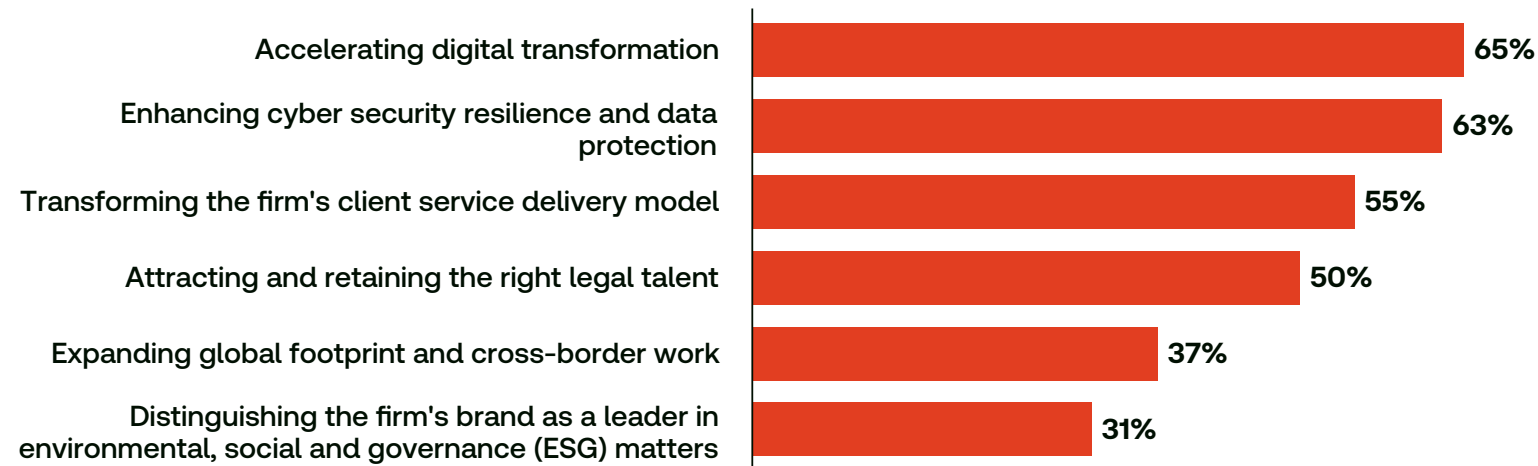 Accelerating digital transformation
65%
Enhancing cyber security resilience and data
protection
63%
Transforming the firm's client service delivery model
55%
Attracting and retaining the right legal talent
50%
Expanding global footprint and cross-border work
37%
Distinguishing the firm's brand as a leader in
environmental, social and governance (ESG) matters
31%